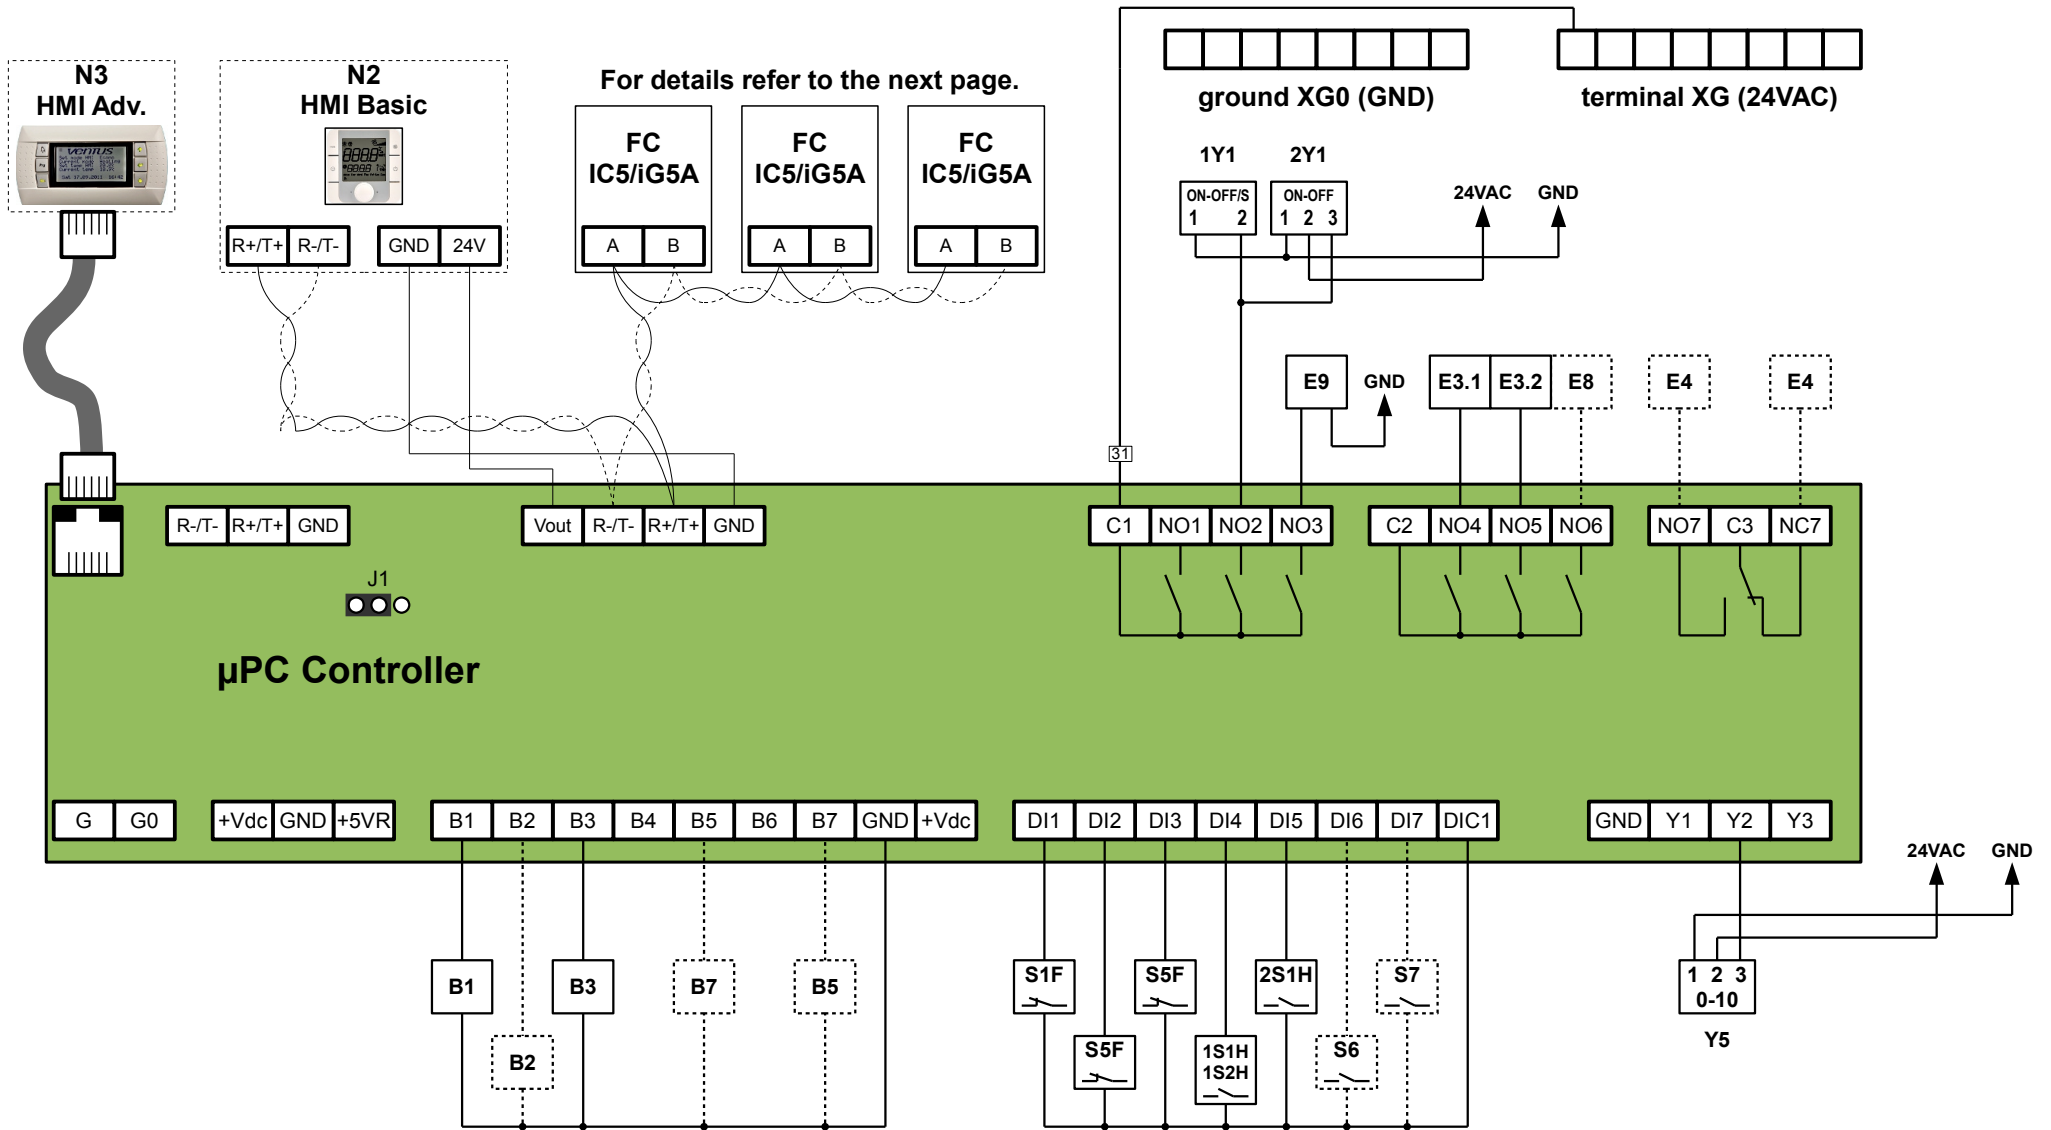 N3
HMI Adv.
VENTUS
N2
HMI Basic
R+/T+ R-/T- GND 24V
For details refer to the next page.
FC
IC5/iG5A
A B
FC
IC5/iG5A
A B
FC
IC5/iG5A
A B
ground XG0 (GND)
terminal XG (24VAC)
1Y1 2Y1
ON-OFF/S
1 2
ON-OFF
1 2 3
24VAC GND
E9 GND E3.1 E3.2 E8 E4 E4
31
R-/T- R+/T+ GND
Vout R-/T- R+/T+ GND
C1 NO1 NO2 NO3
C2 NO4 NO5 NO6
NO7 C3 NC7
J1
µPC Controller
G G0
+Vdc GND +5VR
B1 B2 B3 B4 B5 B6 B7 GND +Vdc
DI1 DI2 DI3 DI4 DI5 DI6 DI7 DIC1
GND Y1 Y2 Y3
24VAC GND
B1 B3 B7 B5
B2
S1F S5F 2S1H S7
S5F
1S1H
1S2H
S6
1 2 3
0-10
Y5